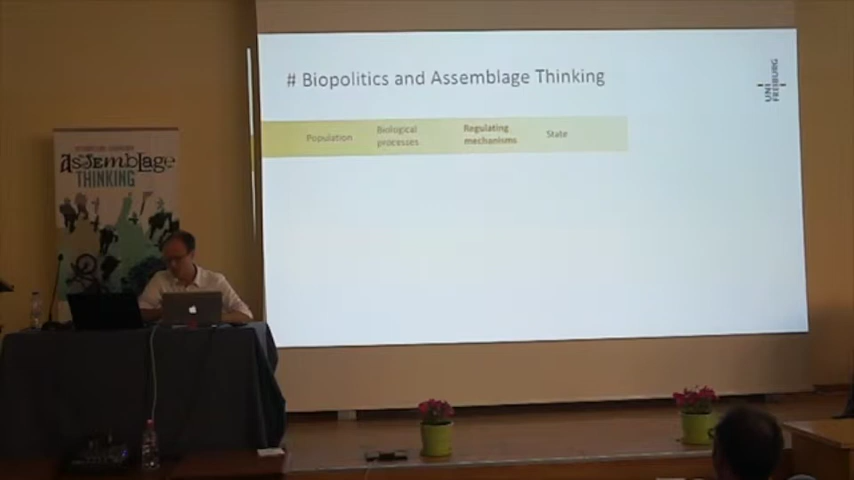 # Biopolitics and Assemblage Thinking
UNI
FREIBURG
Population
Biological
processes
Regulating
mechanisms
State
AssemblAge
THINKING